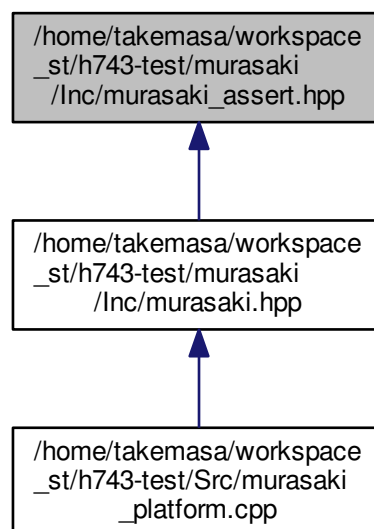 /home/takemasa/workspace
_st/h743-test/murasaki
/Inc/murasaki_assert.hpp
/home/takemasa/workspace
_st/h743-test/murasaki
/Inc/murasaki.hpp
/home/takemasa/workspace
_st/h743-test/Src/murasaki
_platform.cpp